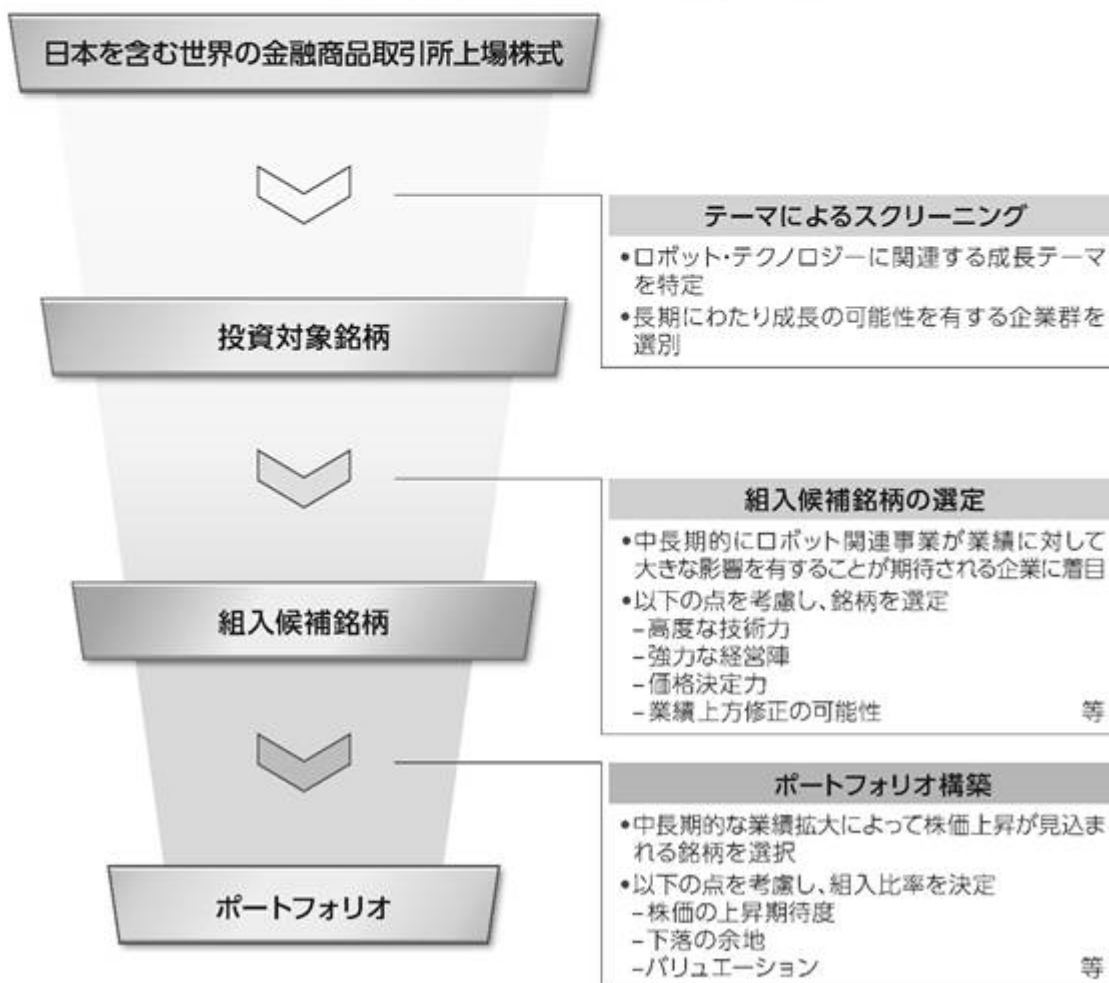 日本を含む世界の金融商品取引所上場株式
テーマによるスクリーニング
•ロボット・テクノロジーに関連する成長テーマ
を特定
•長期にわたり成長の可能性を有する企業群を
選別
投資対象銘柄
組入候補銘柄の選定
•中長期的にロボット関連事業が業績に対して
大きな影響を有することが期待される企業に着目
•以下の点を考慮し、銘柄を選定
–高度な技術力
–強力な経営陣
–価格決定力
–業績上方修正の可能性 等
組入候補銘柄
ポートフォリオ構築
•中長期的な業績拡大によって株価上昇が見込ま
れる銘柄を選択
•以下の点を考慮し、組入比率を決定
–株価の上昇期待度
–下落の余地
–バリュエーション 等
ポートフォリオ